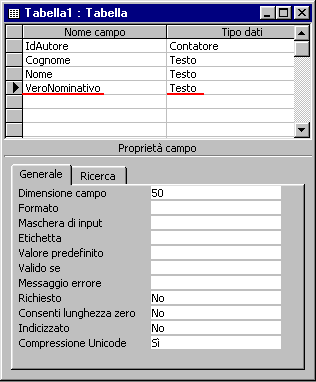 Tabella1 : Tabella
Nome campo Tipo dati
IdAutore Contatore
Cognome Testo
Nome Testo
VeroNominativo Testo
Proprietà campo
Generale Ricerca
Dimensione campo 50
Formato
Maschera di input
Etichetta
Valore predefinito
Valido se
Messaggio errore
Richiesto No
Consenti lunghezza zero No
Indicizzato No
Compressione Unicode Sì